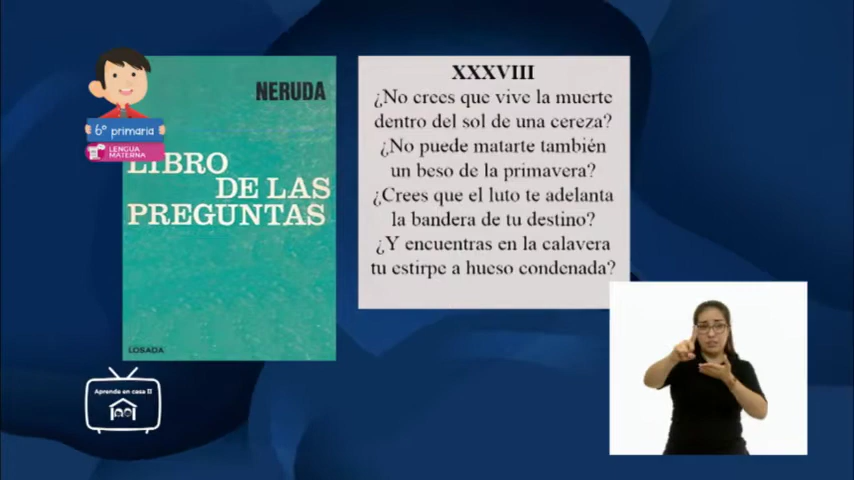 6° primaria
LENGUA
MATERNA
NERUDA
LIBRO
DE LAS
PREGUNTAS
LOSADA
XXXVIII
¿No crees que vive la muerte
dentro del sol de una cereza?
¿No puede matarte también
un beso de la primavera?
¿Crees que el luto te adelanta
la bandera de tu destino?
¿Y encuentras en la calavera
tu estirpe a hueso condenada?
Aprende en casa II